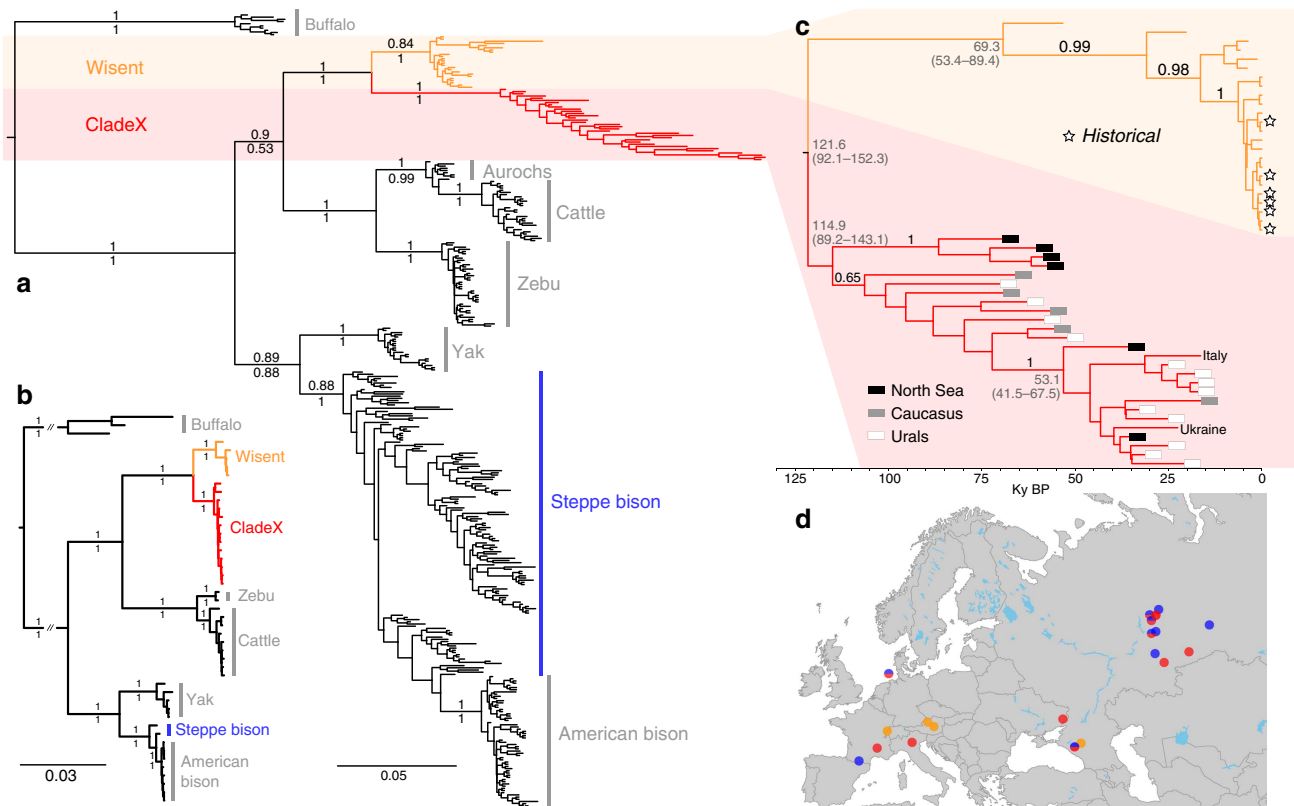 a
Buffalo
1
1
Wisent
0.84
1
1
1
CladeX
1
1
0.9
0.53
1
0.99
Aurochs
1
1
Cattle
1
1
1
1
Zebu
1
1
1
1
Yak
0.89
0.88
0.88
1
Steppe bison
1
1
American bison
0.05
b
1
1
//
Buffalo
1
1
Wisent
1
1
1
CladeX
1
1
1
1
Zebu
Cattle
1
1
//
1
1
Yak
1
1
Steppe bison
American
bison
0.03
c
69.3
(53.4–89.4)
0.99
0.98
1
Historical
121.6
(92.1–152.3)
114.9
(89.2–143.1)
1
0.65
1
53.1
(41.5–67.5)
Italy
Ukraine
North Sea
Caucasus
Urals
125 100 75 50 25 0
Ky BP
d